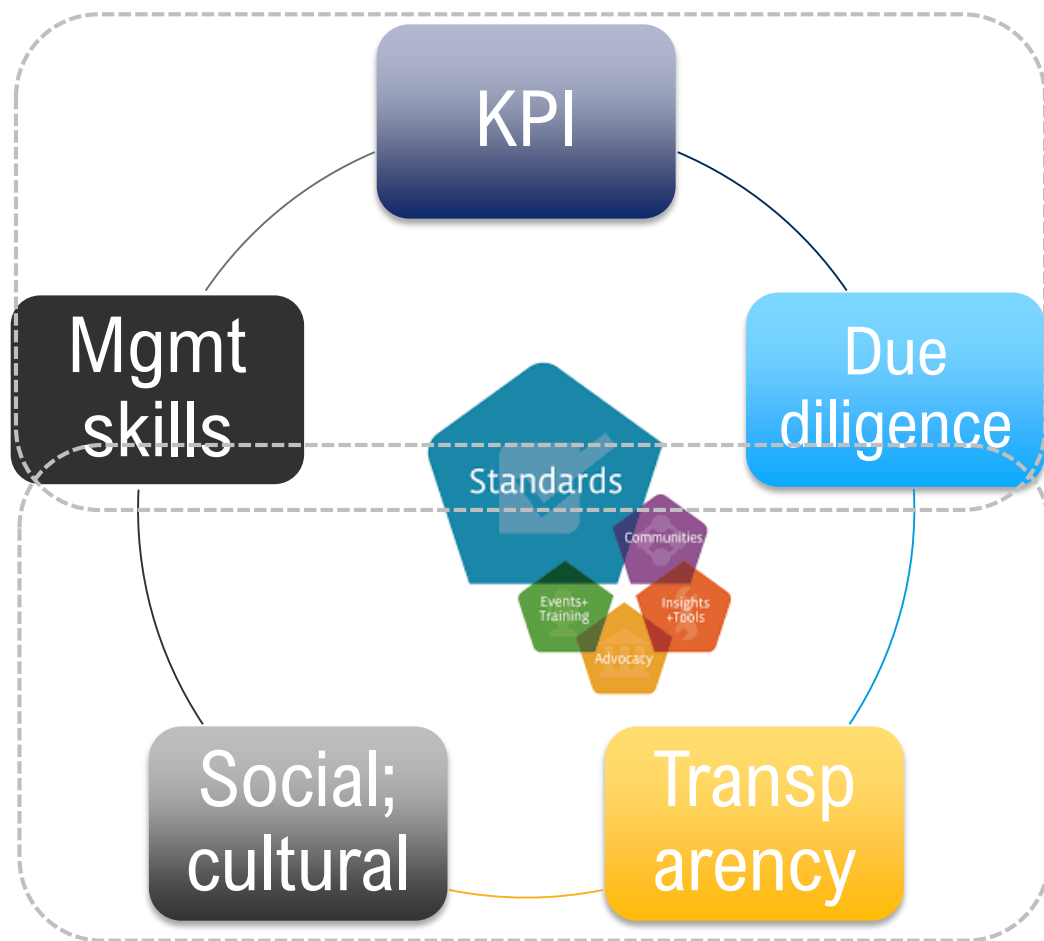 KPI
Mgmt
skills
Due
diligence
Standards
Communities
Events+
Training
Insights
+Tools
Advocacy
Social;
cultural
Transp
arency